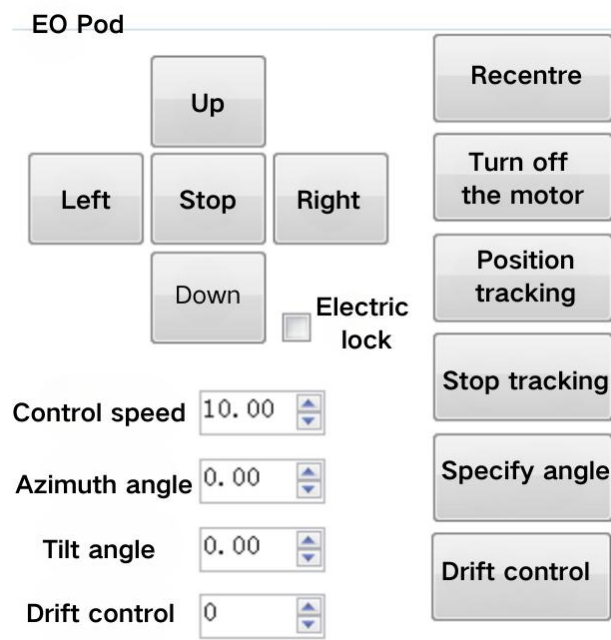 EO Pod
Up
Left
Stop
Right
Down
Electric
lock
Recentre
Turn off
the motor
Position
tracking
Stop tracking
Specify angle
Drift control
Control speed 10.00
Azimuth angle 0.00
Tilt angle 0.00
Drift control 0